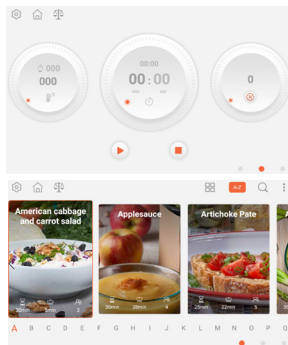 000
000
00:00
00:00
0
A-Z
American cabbage
and carrot salad
Applesauce
Artichoke Pate
A
30min
5min
2
30min
20min
4
25min
22min
5
A B C D E F G H I J K L M N O P Q